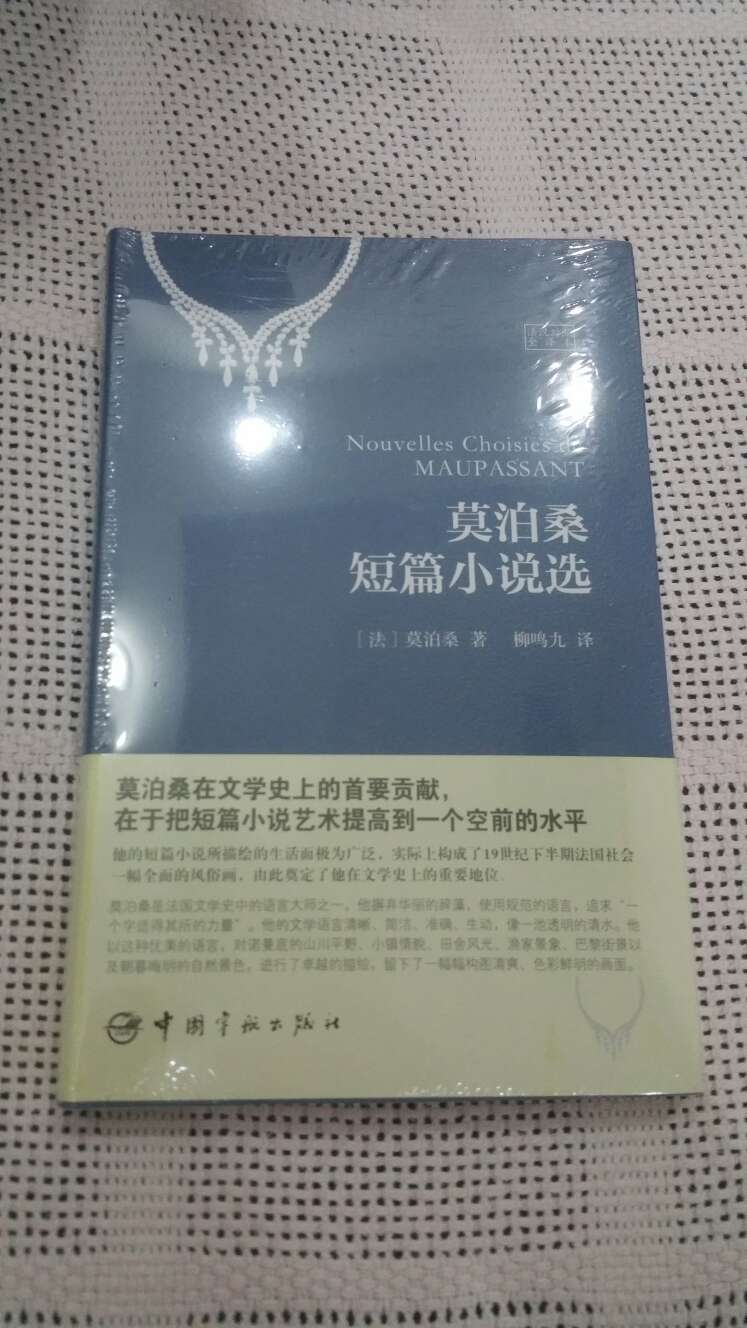 Nouvelles Choisies de
MAUPASSANT
莫泊桑
短篇小说选
[法]莫泊桑 著 柳鸣九 译
莫泊桑在文学史上的首要贡献，
在于把短篇小说艺术提高到一个空前的水平
他的短篇小说所描绘的生活面极为广泛，实际上构成了19世纪下半期法国社会
一幅全面的风俗画，由此奠定了他在文学史上的重要地位。
莫泊桑是法国文学史中的语言大师之一，他摒弃华丽的辞藻，使用规范的语言，追求“一
个字适得其所的力量”。他的文学语言清晰、简洁、准确、生动，像一池透明的清水。他
以这种优美的语言，对诺曼底的山川平野、小镇情貌、田舍风光、渔家景象、巴黎街景以
及朝暮晦明的自然景色，进行了卓越的描绘，留下了一幅幅构图清爽、色彩鲜明的画面。
中国宇航出版社